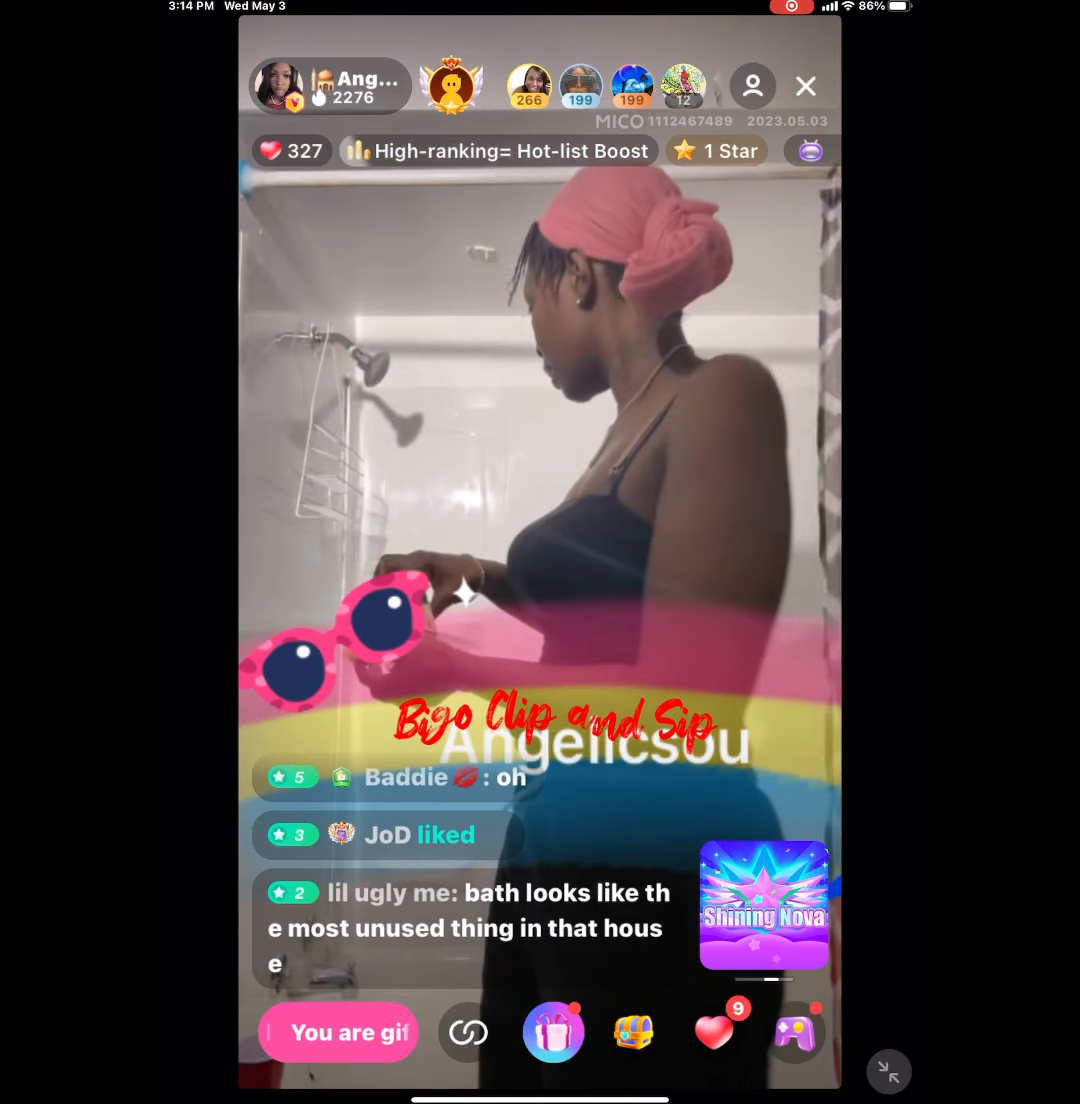 3:14 PM Wed May 3
86%
Ang...
2276
266
199
199
12
MICO 1112467489 2023.05.03
327
High-ranking= Hot-list Boost
1 Star
Bigo Clip and Sip
Angelicsou
5 Baddie : oh
3 JoD liked
2 lil ugly me: bath looks like th
e most unused thing in that hous
e
Shining Nova
You are gif
9